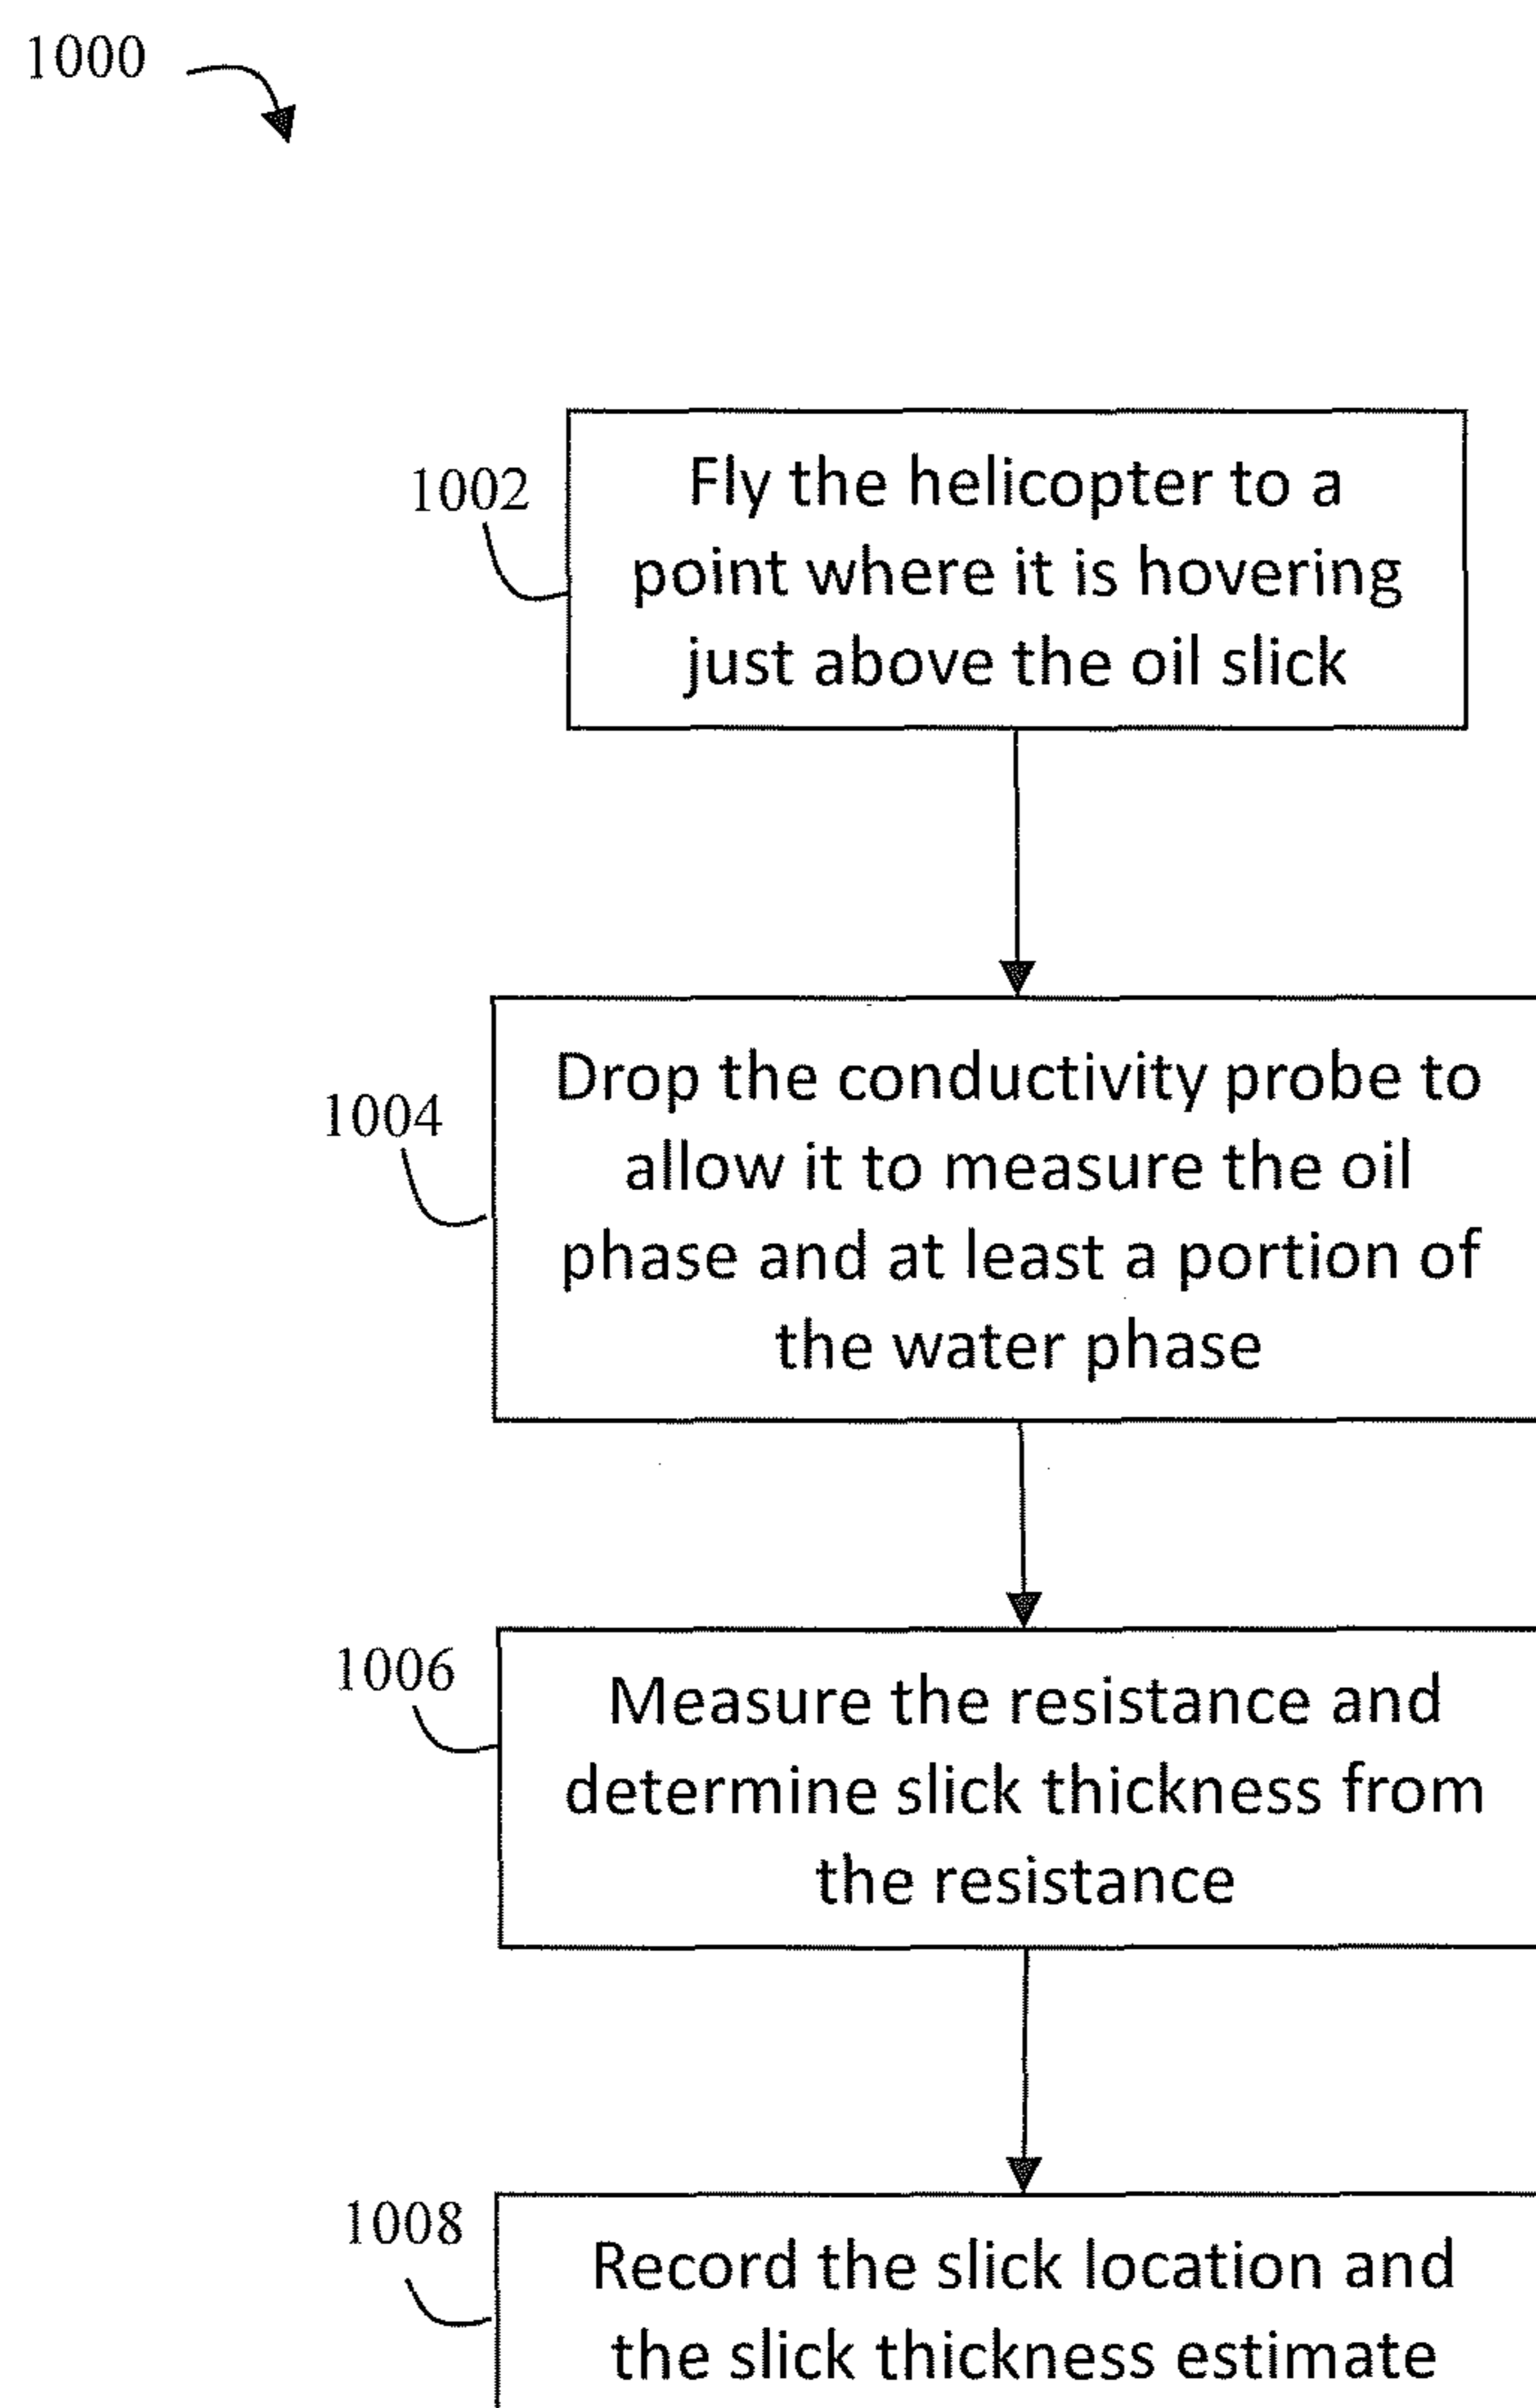 1000
1002
Fly the helicopter to a
point where it is hovering
just above the oil slick
1004
Drop the conductivity probe to
allow it to measure the oil
phase and at least a portion of
the water phase
1006
Measure the resistance and
determine slick thickness from
the resistance
1008
Record the slick location and
the slick thickness estimate